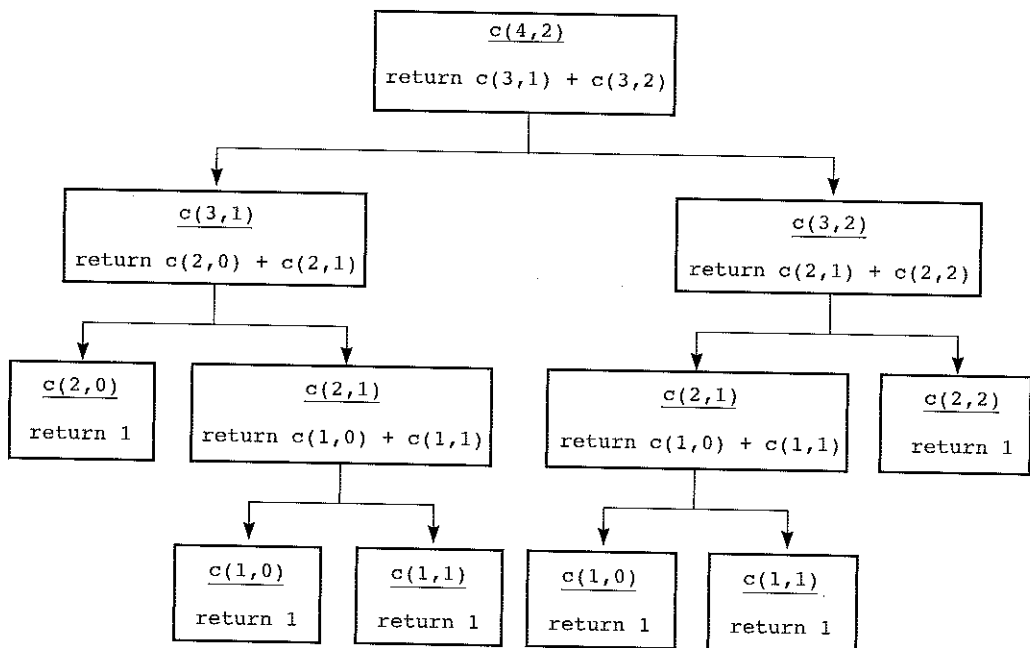 c(4,2)
return c(3,1) + c(3,2)
c(3,1)
return c(2,0) + c(2,1)
c(3,2)
return c(2,1) + c(2,2)
c(2,0)
return 1
c(2,1)
return c(1,0) + c(1,1)
c(2,1)
return c(1,0) + c(1,1)
c(2,2)
return 1
c(1,0)
return 1
c(1,1)
return 1
c(1,0)
return 1
c(1,1)
return 1